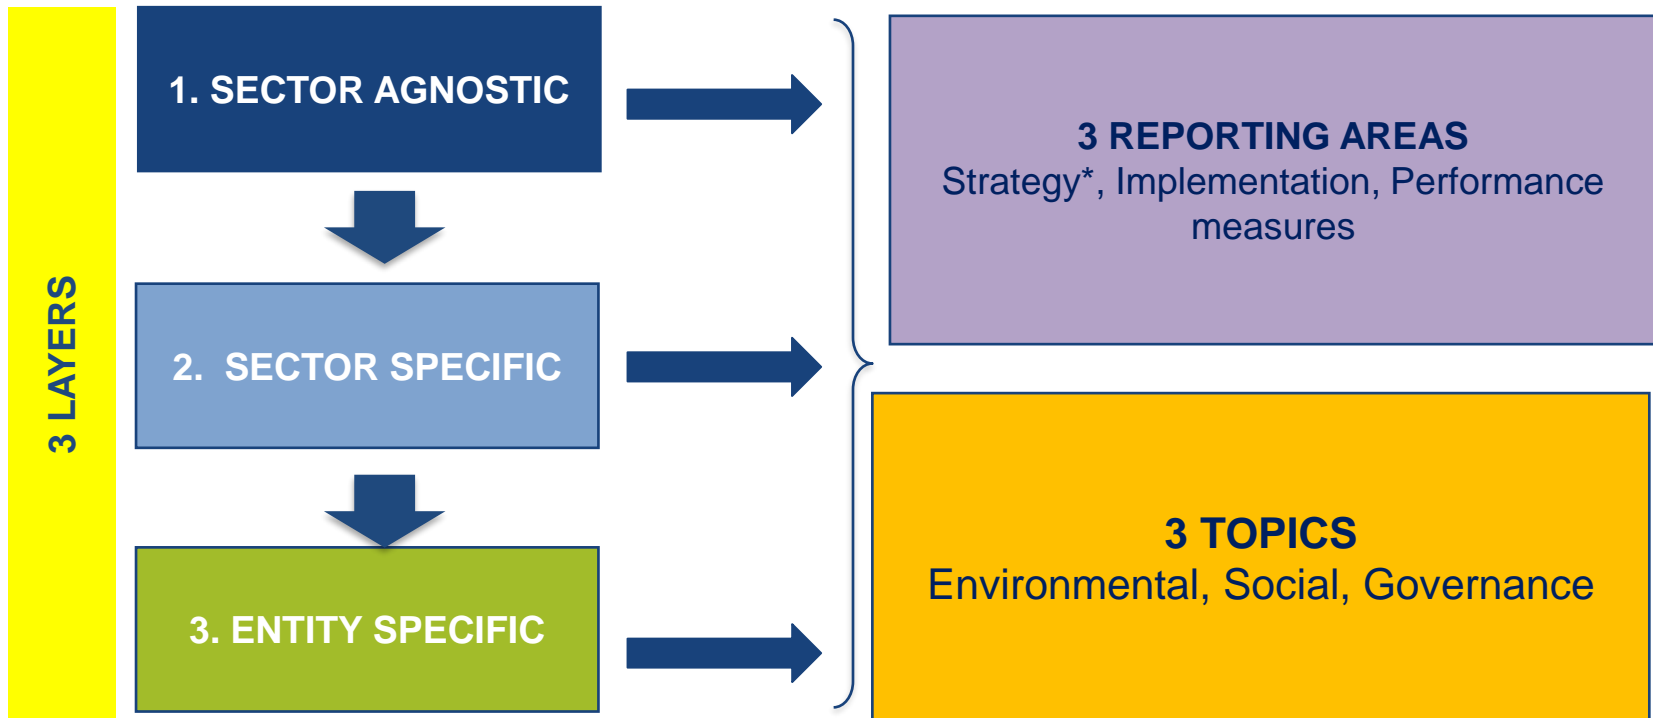 3 LAYERS
1. SECTOR AGNOSTIC
2. SECTOR SPECIFIC
3. ENTITY SPECIFIC
3 REPORTING AREAS
Strategy*, Implementation, Performance
measures
3 TOPICS
Environmental, Social, Governance